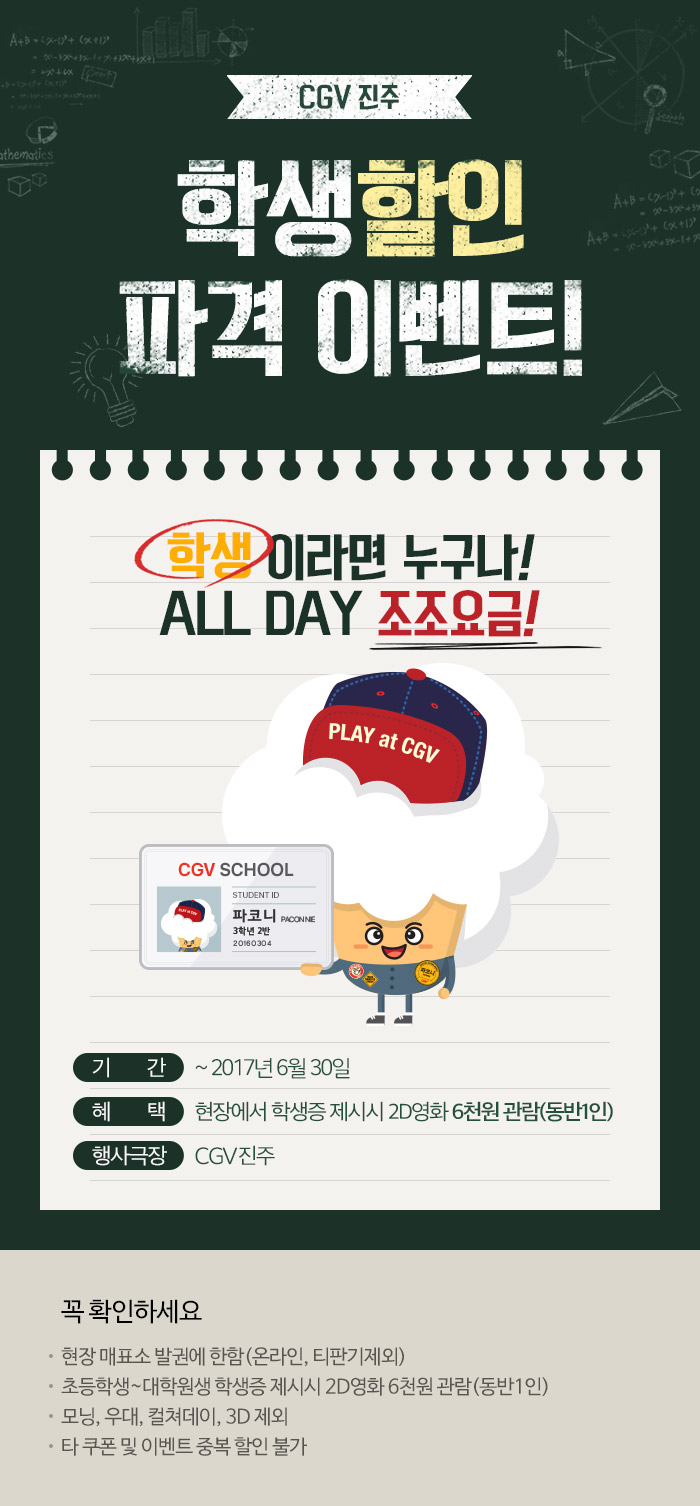 CGV 진주
학생할인
파격 이벤트!
학생이라면 누구나!
ALL DAY 조조요금!
PLAY at CGV
CGV SCHOOL
STUDENT ID
파코니 PACONNIE
3학년 2반
20160304
기 간 ~ 2017년 6월 30일
혜 택 현장에서 학생증 제시시 2D영화 6천원 관람(동반1인)
행사극장 CGV진주
꼭 확인하세요
· 현장 매표소 발권에 한함(온라인, 티판기제외)
· 초등학생~대학원생 학생증 제시시 2D영화 6천원 관람(동반1인)
· 모닝, 우대, 컬쳐데이, 3D 제외
· 타 쿠폰 및 이벤트 중복 할인 불가